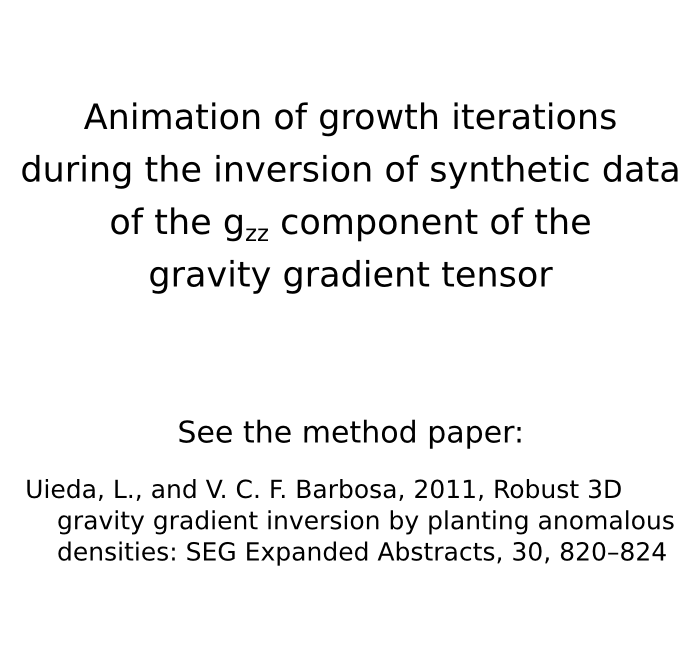 Animation of growth iterations
during the inversion of synthetic data
of the gzz component of the
gravity gradient tensor
See the method paper:
Uieda, L., and V. C. F. Barbosa, 2011, Robust 3D
gravity gradient inversion by planting anomalous
densities: SEG Expanded Abstracts, 30, 820–824